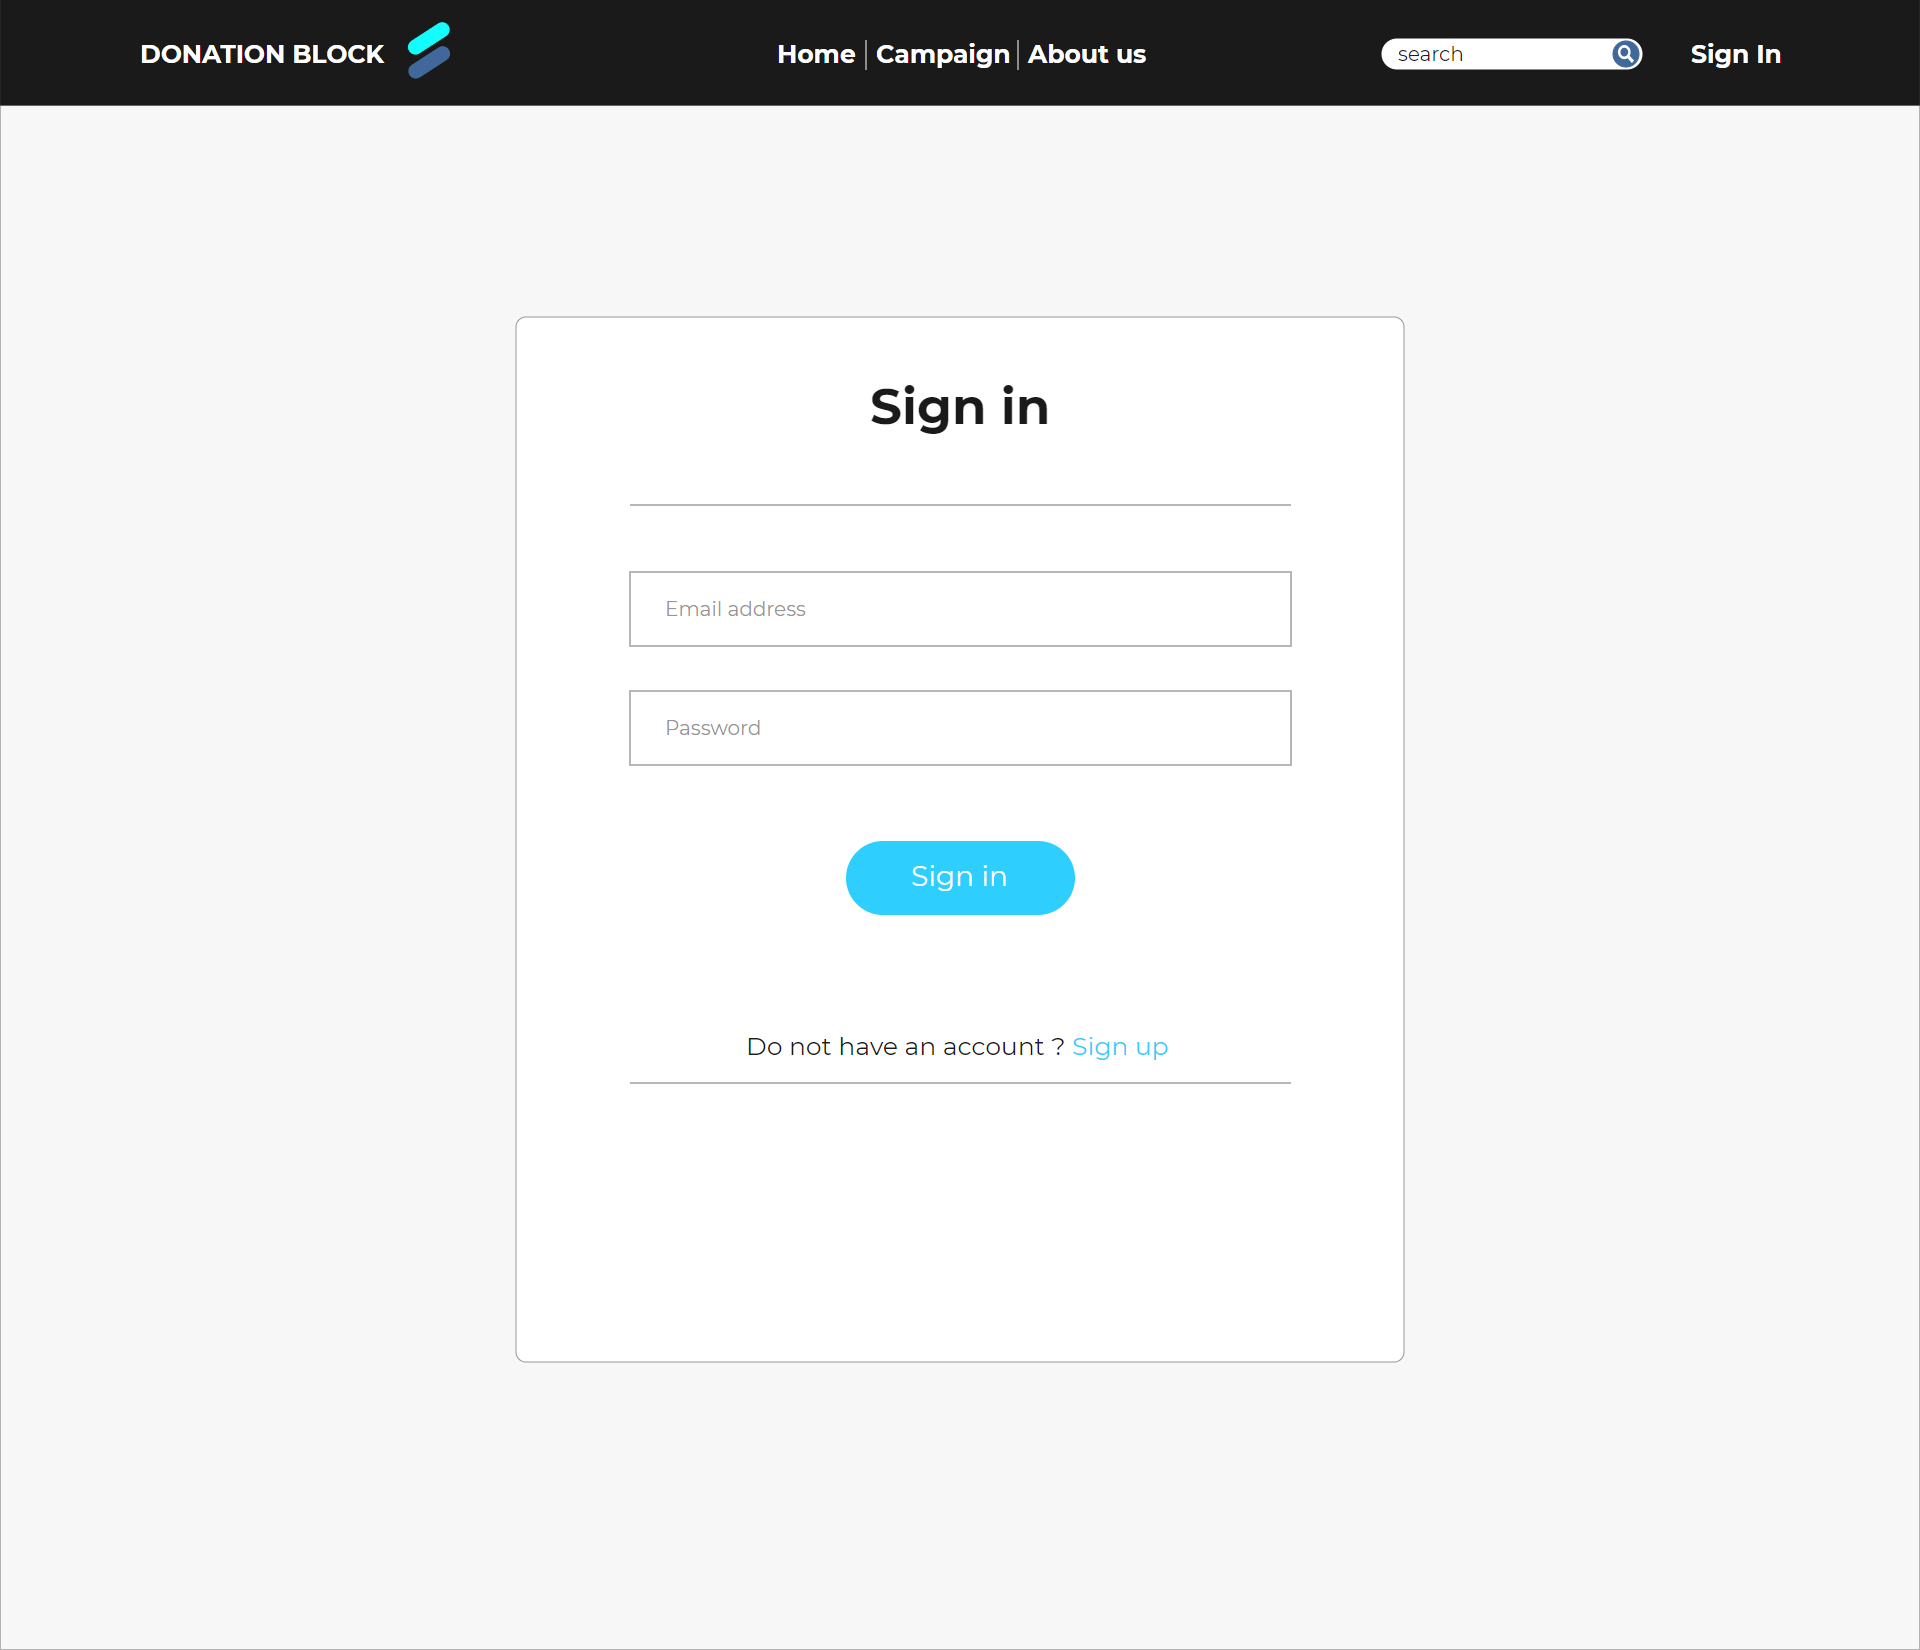 DONATION BLOCK
Home Campaign About us
search
Sign In
Sign in
Email address
Password
Sign in
Do not have an account ? Sign up